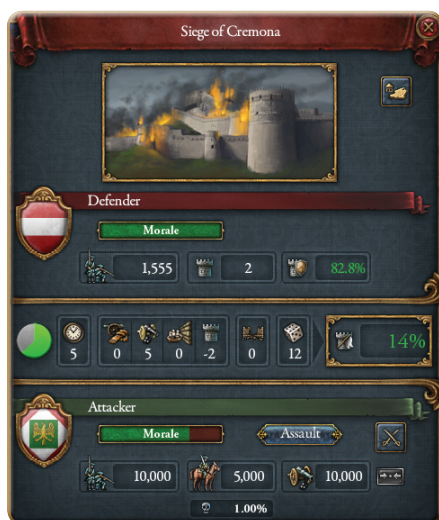 Siege of Cremona
Defender
Morale
1,555 2 82.8%
5 0 5 0 -2 0 12 14%
Attacker
Morale Assault
10,000 5,000 10,000
1.00%